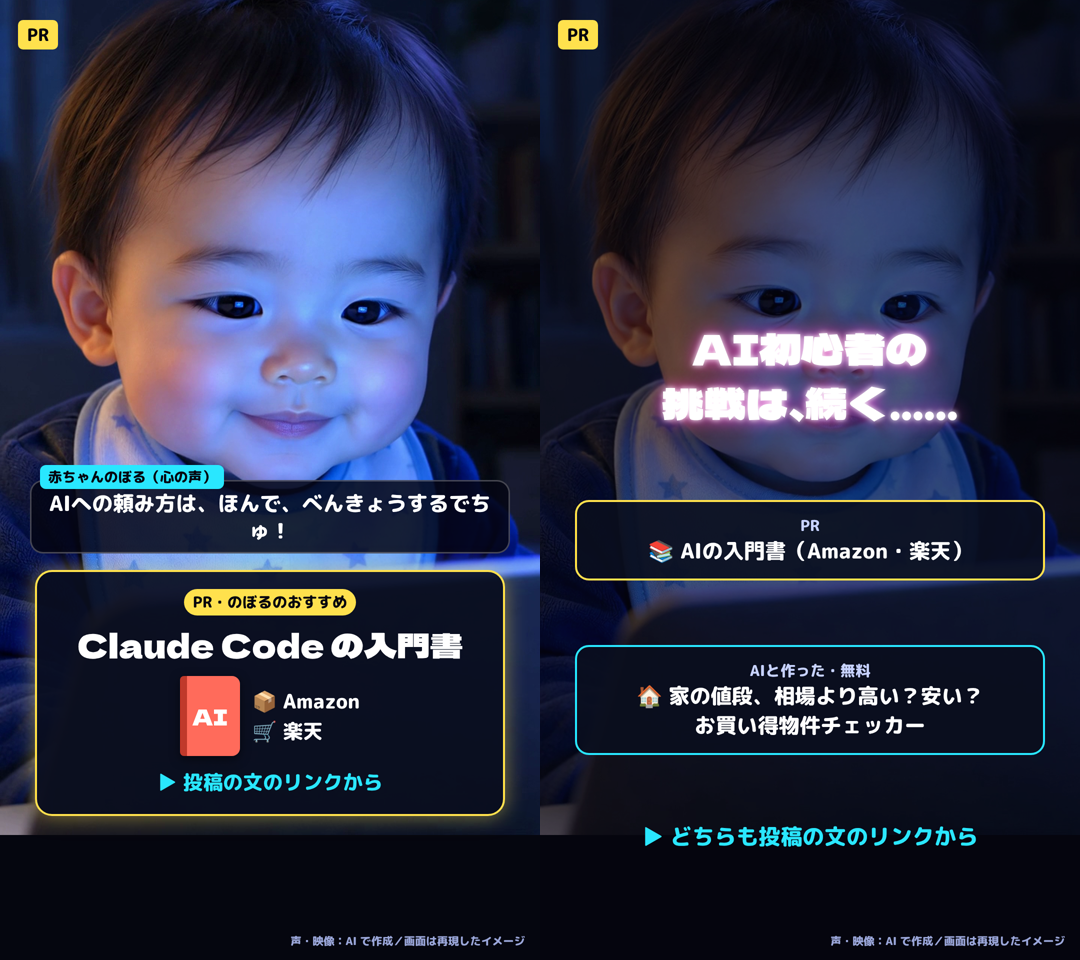 PR
赤ちゃんのぼる（心の声）
AIへの頼み方は、ほんで、べんきょうするでち
ゅ！
PR・のぼるのおすすめ
Claude Code の入門書
AI
📦 Amazon
🛒 楽天
▶ 投稿の文のリンクから
声・映像：AI で作成／画面は再現したイメージ
PR
AI初心者の
挑戦は、続く……
PR
📚 AIの入門書（Amazon・楽天）
AIと作った・無料
🏠 家の値段、相場より高い？安い？
お買い得物件チェッカー
▶ どちらも投稿の文のリンクから
声・映像：AI で作成／画面は再現したイメージ